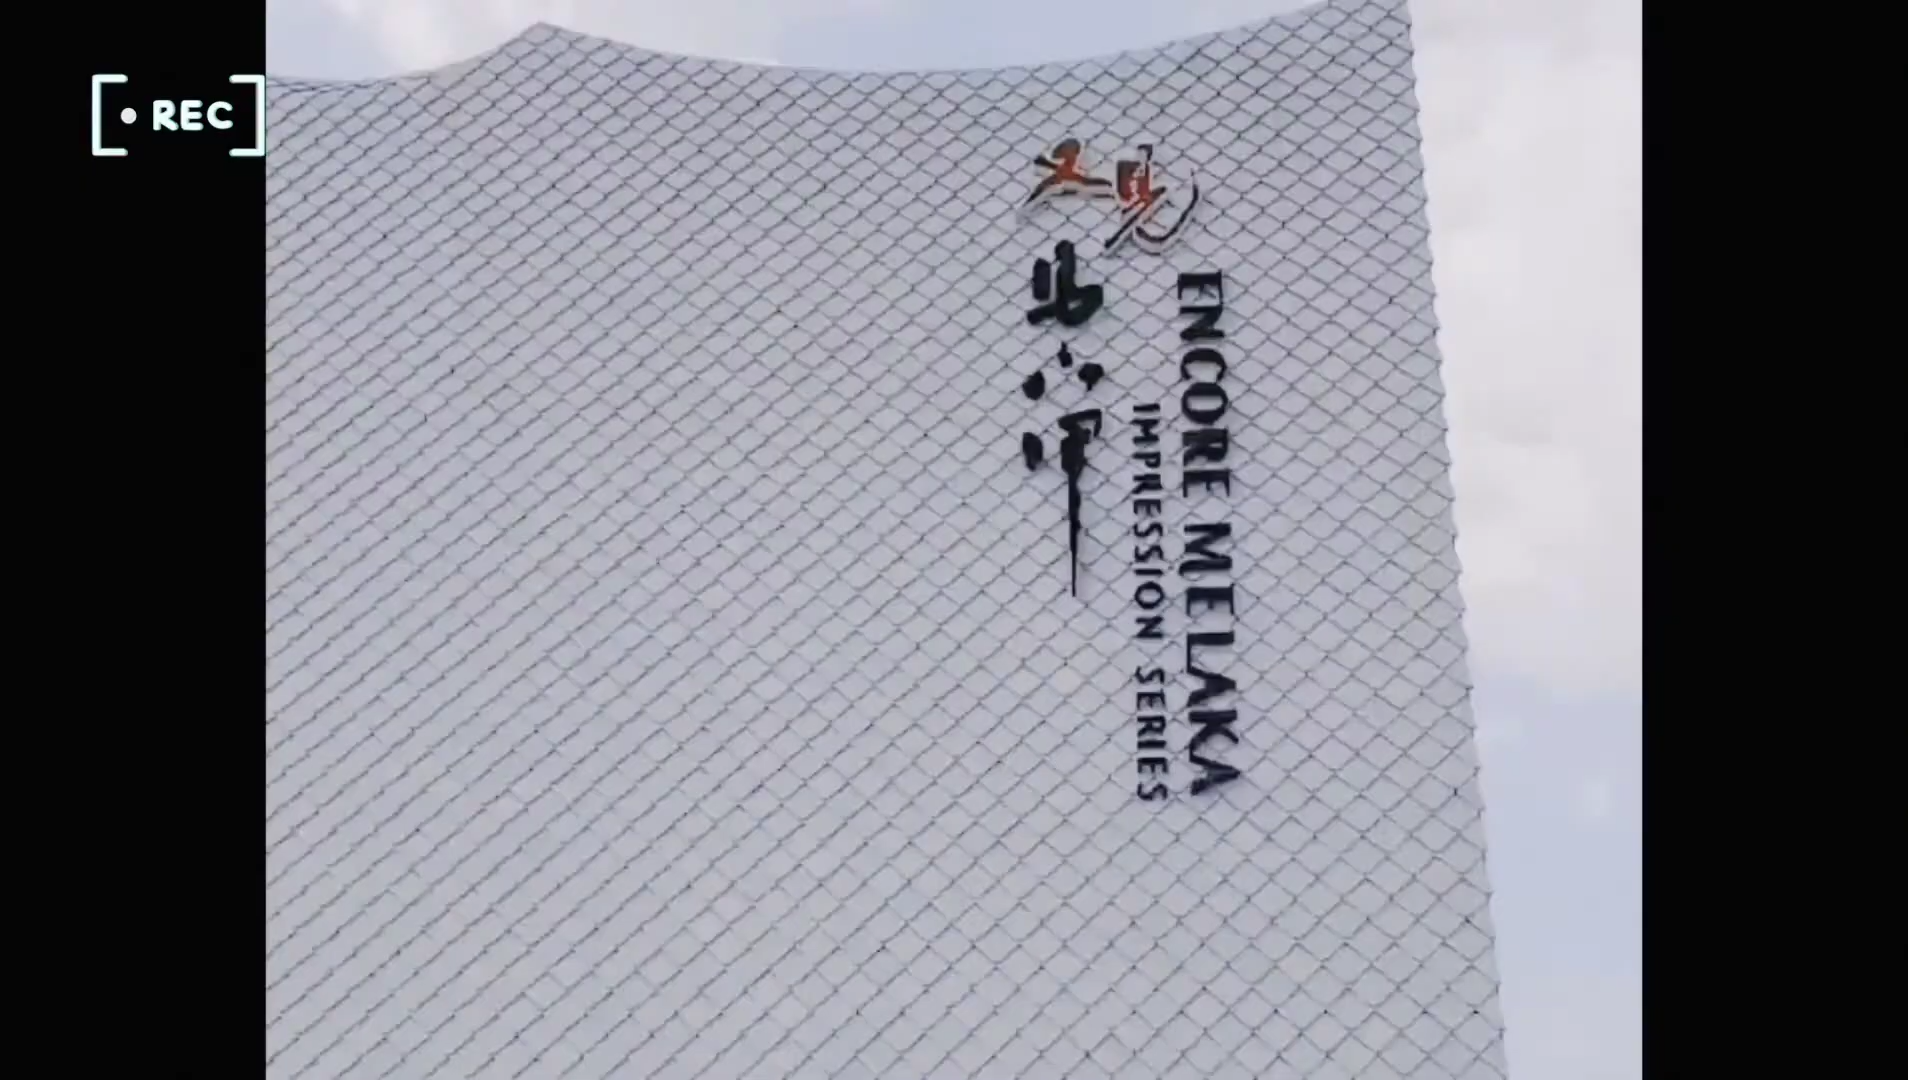 REC
又见
马六甲
ENCORE MELAKA
IMPRESSION SERIES